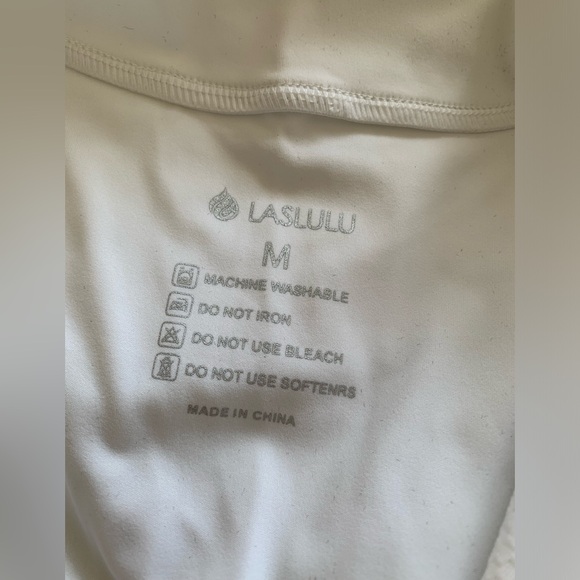 LASLULU
M
MACHINE WASHABLE
DO NOT IRON
DO NOT USE BLEACH
DO NOT USE SOFTENRS
MADE IN CHINA